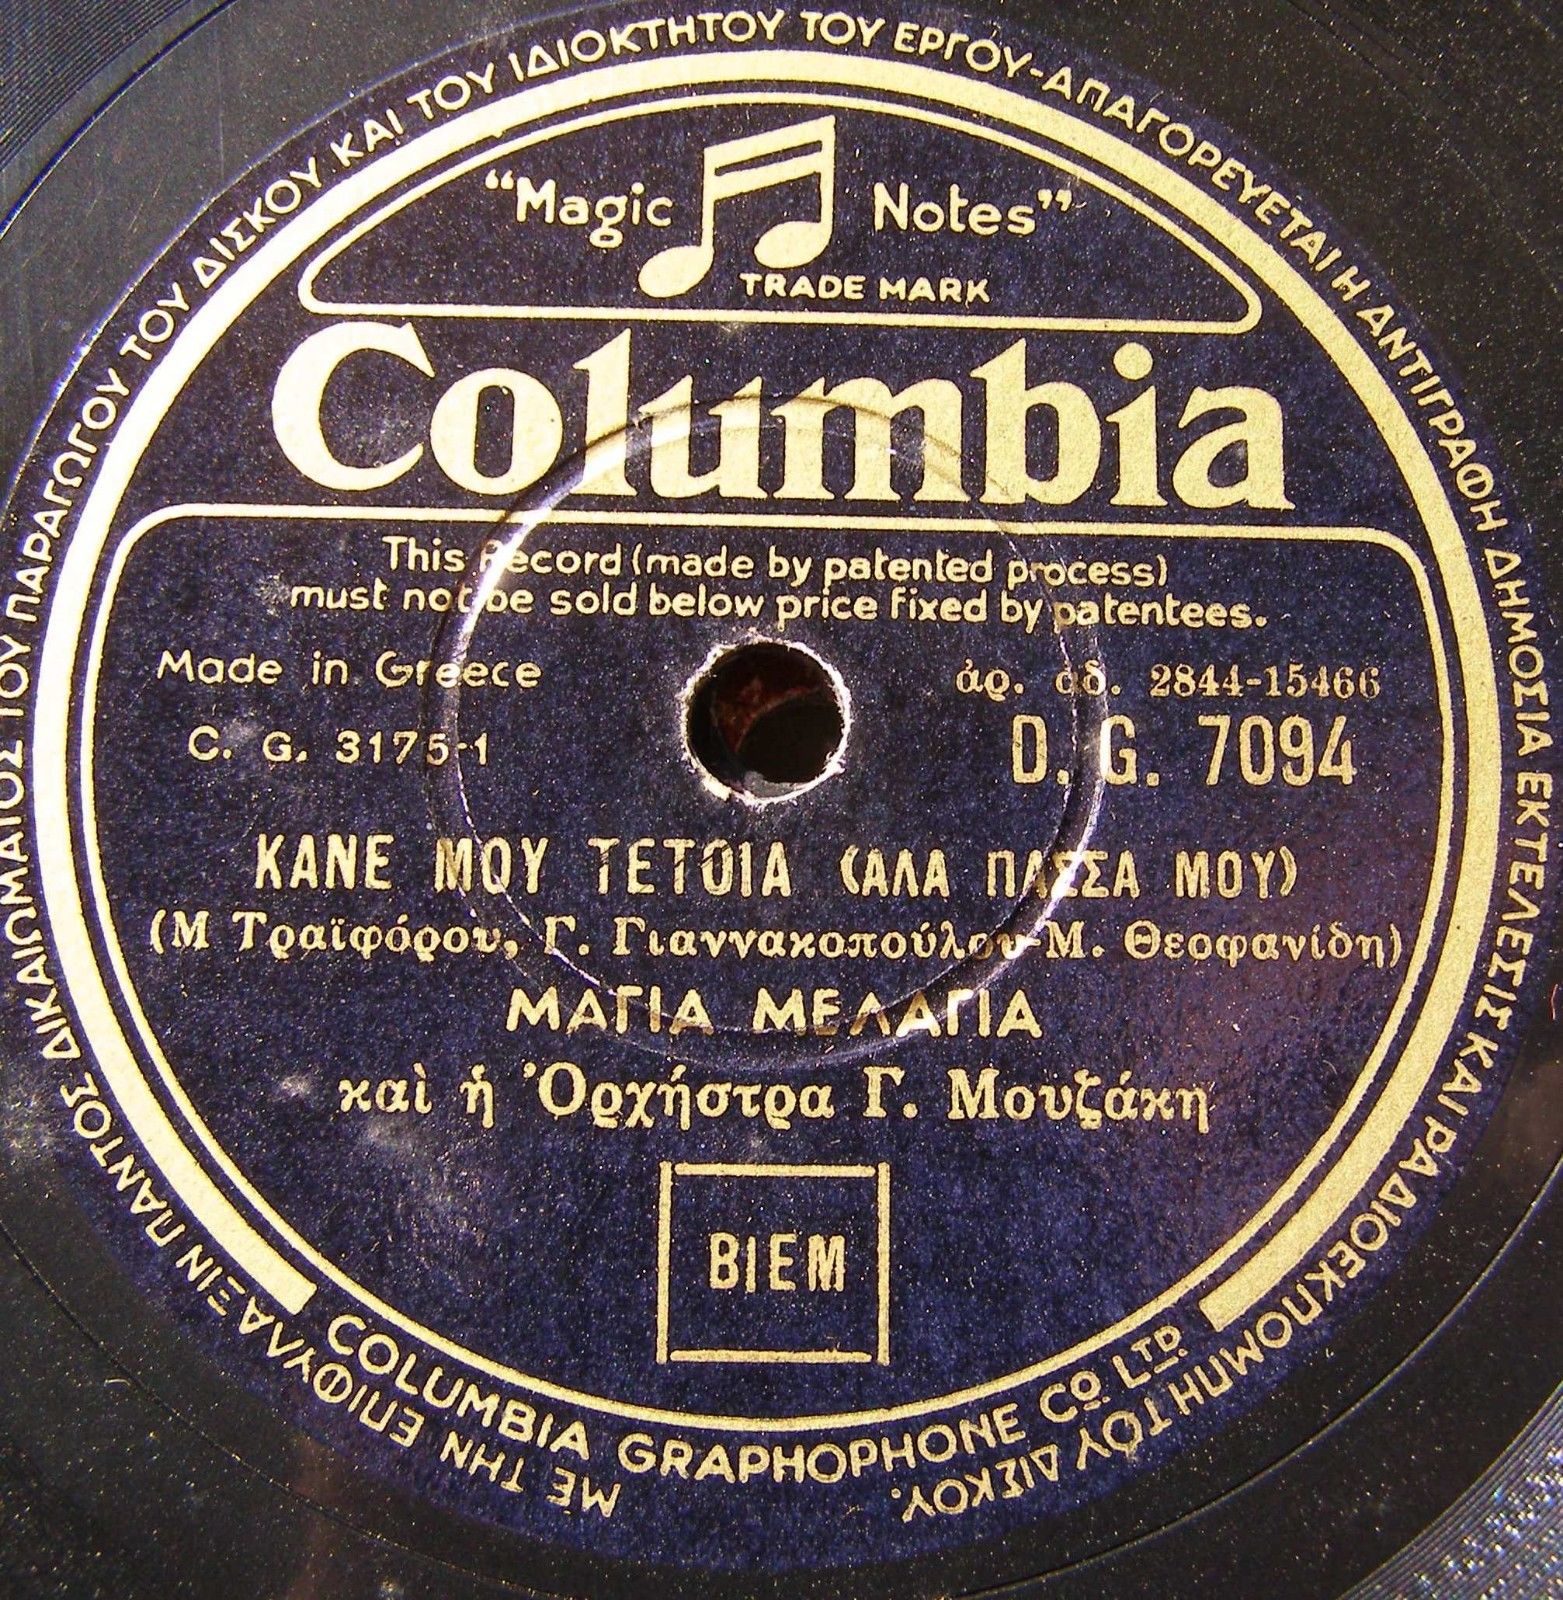 ΜΕ ΤΗΝ ΕΠΙΦΥΛΑΞΙΝ ΠΑΝΤΟΣ ΔΙΚΑΙΩΜΑΤΟΣ ΤΟΥ ΠΑΡΑΓΩΓΟΥ ΤΟΥ ΔΙΣΚΟΥ ΚΑΙ ΤΟΥ ΙΔΙΟΚΤΗΤΟΥ ΤΟΥ ΕΡΓΟΥ-ΑΠΑΓΟΡΕΥΕΤΑΙ Η ΑΝΤΙΓΡΑΦΗ ΔΗΜΟΣΙΑ ΕΚΤΕΛΕΣΙΣ ΚΑΙ ΡΑΔΙΟΕΚΠΟΜΠΗ ΤΟΥ ΔΙΣΚΟΥ.
"Magic Notes"
TRADE MARK
Columbia
This Record (made by patented process)
must not be sold below price fixed by patentees.
Made in Greece
ἀρ. ἀδ. 2844-15466
C. G. 3175-1
D. G. 7094
ΚΑΝΕ ΜΟΥ ΤΕΤΟΙΑ (ΑΛΑ ΠΑΣΣΑ ΜΟΥ)
(Μ Τραϊφόρου, Γ. Γιαννακοπούλου-Μ. Θεοφανίδη)
ΜΑΓΙΑ ΜΕΛΑΓΙΑ
καὶ ἡ Ὀρχήστρα Γ. Μουζάκη
BIEM
COLUMBIA GRAPHOPHONE CO LTD.